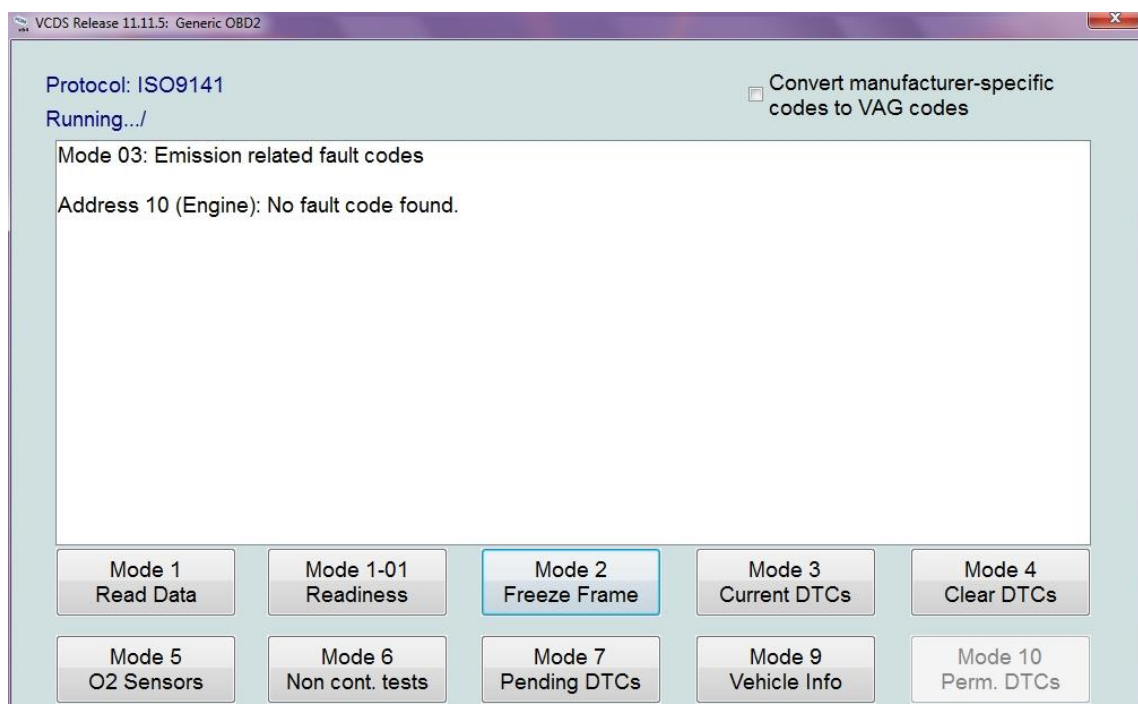 VCDS Release 11.11.5: Generic OBD2
Protocol: ISO9141
Convert manufacturer-specific
codes to VAG codes
Running.../
Mode 03: Emission related fault codes
Address 10 (Engine): No fault code found.
Mode 1
Read Data
Mode 1-01
Readiness
Mode 2
Freeze Frame
Mode 3
Current DTCs
Mode 4
Clear DTCs
Mode 5
O2 Sensors
Mode 6
Non cont. tests
Mode 7
Pending DTCs
Mode 9
Vehicle Info
Mode 10
Perm. DTCs